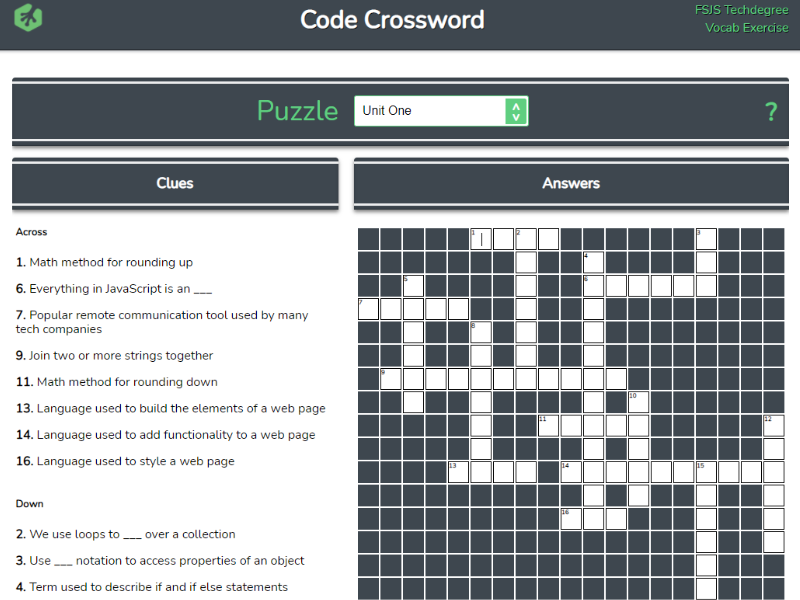 Code Crossword
FSJS Techdegree
Vocab Exercise
Puzzle
Unit One
?
Clues
Answers
Across
1. Math method for rounding up
6. Everything in JavaScript is an ___
7. Popular remote communication tool used by many
tech companies
9. Join two or more strings together
11. Math method for rounding down
13. Language used to build the elements of a web page
14. Language used to add functionality to a web page
16. Language used to style a web page
Down
2. We use loops to ___ over a collection
3. Use ___ notation to access properties of an object
4. Term used to describe if and if else statements
1 2 3
4
5 6
7
8
9
10
11 12
13 14 15
16